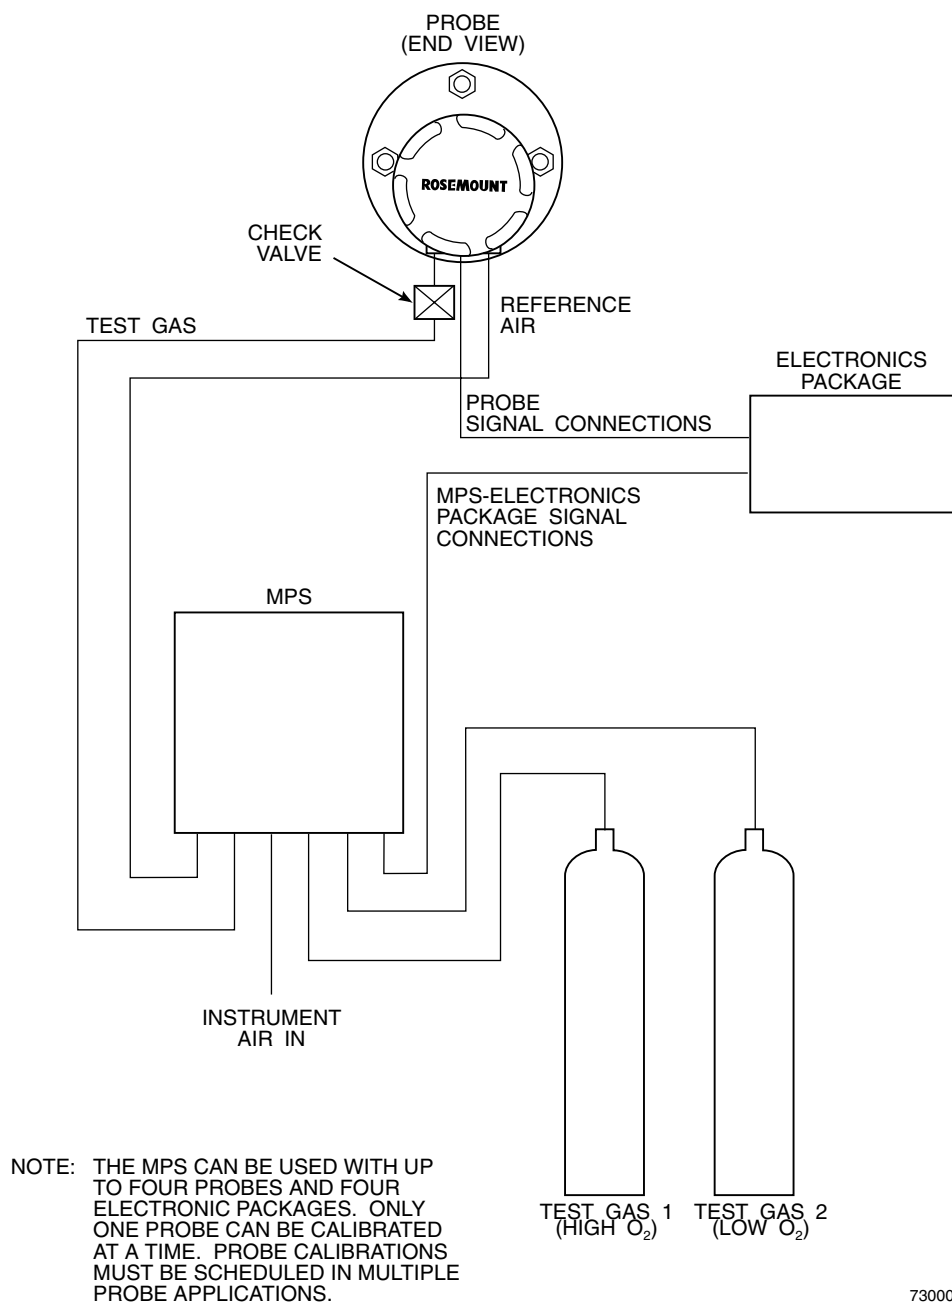 PROBE
(END VIEW)
ROSEMOUNT
CHECK
VALVE
REFERENCE
AIR
TEST GAS
ELECTRONICS
PACKAGE
PROBE
SIGNAL CONNECTIONS
MPS-ELECTRONICS
PACKAGE SIGNAL
CONNECTIONS
MPS
INSTRUMENT
AIR IN
TEST GAS 1
(HIGH O₂)
TEST GAS 2
(LOW O₂)
NOTE: THE MPS CAN BE USED WITH UP
TO FOUR PROBES AND FOUR
ELECTRONIC PACKAGES. ONLY
ONE PROBE CAN BE CALIBRATED
AT A TIME. PROBE CALIBRATIONS
MUST BE SCHEDULED IN MULTIPLE
PROBE APPLICATIONS.
73000